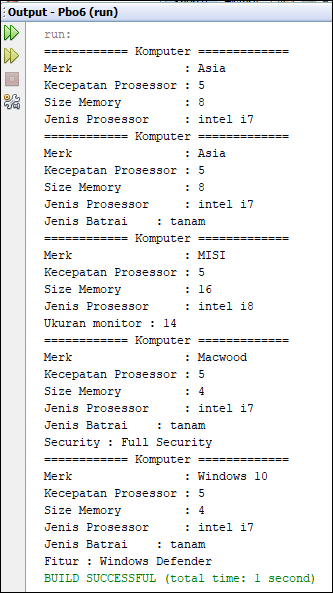 Output - Pbo6 (run)
run:
============ Komputer =============
Merk : Asia
Kecepatan Prosessor : 5
Size Memory : 8
Jenis Prosessor : intel i7
============ Komputer =============
Merk : Asia
Kecepatan Prosessor : 5
Size Memory : 8
Jenis Prosessor : intel i7
Jenis Batrai : tanam
============ Komputer =============
Merk : MISI
Kecepatan Prosessor : 5
Size Memory : 16
Jenis Prosessor : intel i8
Ukuran monitor : 14
============ Komputer =============
Merk : Macwood
Kecepatan Prosessor : 5
Size Memory : 4
Jenis Prosessor : intel i7
Jenis Batrai : tanam
Security : Full Security
============ Komputer =============
Merk : Windows 10
Kecepatan Prosessor : 5
Size Memory : 4
Jenis Prosessor : intel i7
Jenis Batrai : tanam
Fitur : Windows Defender
BUILD SUCCESSFUL (total time: 1 second)